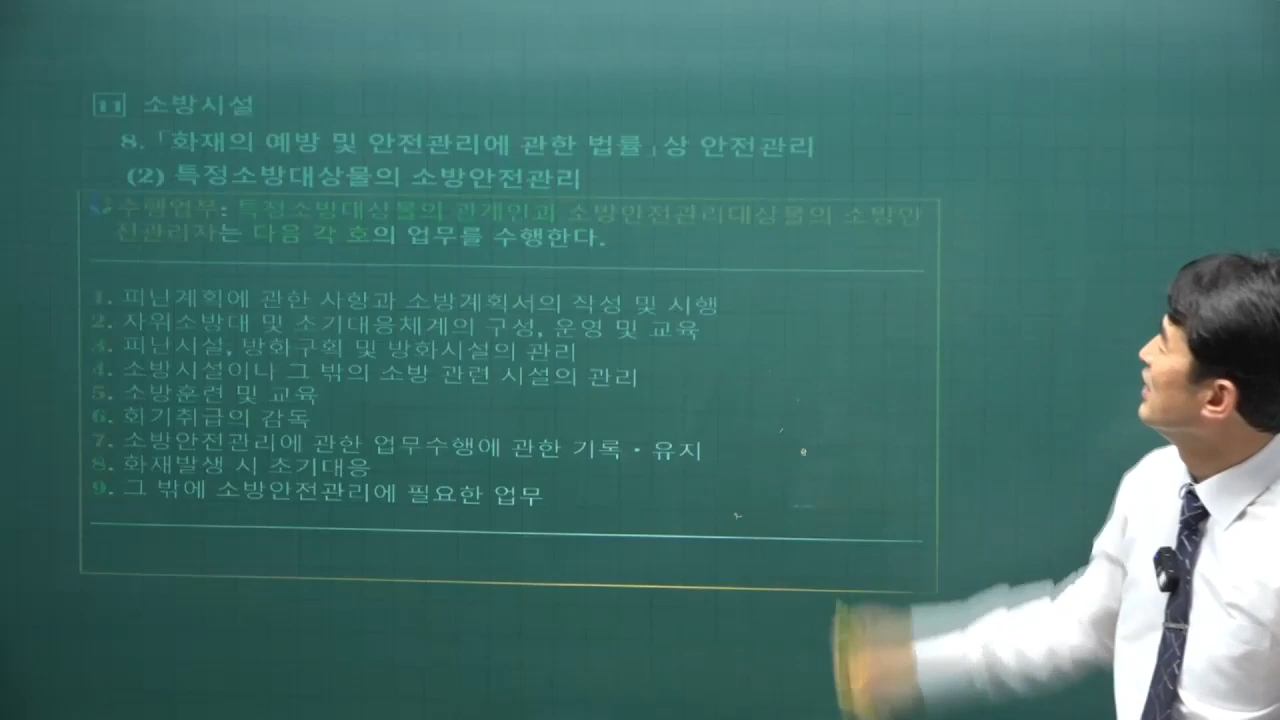 11 소방시설
8. 「화재의 예방 및 안전관리에 관한 법률」상 안전관리
(2) 특정소방대상물의 소방안전관리
수행업무: 특정소방대상물의 관계인과 소방안전관리대상물의 소방안
전관리자는 다음 각 호의 업무를 수행한다.
1. 피난계획에 관한 사항과 소방계획서의 작성 및 시행
2. 자위소방대 및 초기대응체계의 구성, 운영 및 교육
3. 피난시설, 방화구획 및 방화시설의 관리
4. 소방시설이나 그 밖의 소방 관련 시설의 관리
5. 소방훈련 및 교육
6. 화기취급의 감독
7. 소방안전관리에 관한 업무수행에 관한 기록·유지
8. 화재발생 시 초기대응
9. 그 밖에 소방안전관리에 필요한 업무